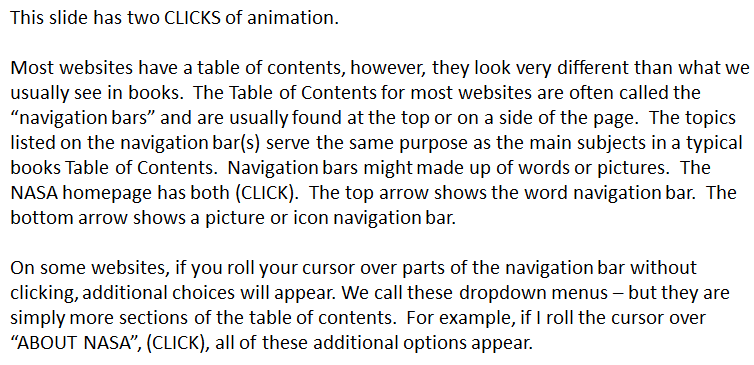 This slide has two CLICKS of animation.
Most websites have a table of contents, however, they look very different than what we
usually see in books.  The Table of Contents for most websites are often called the
“navigation bars” and are usually found at the top or on a side of the page.  The topics
listed on the navigation bar(s) serve the same purpose as the main subjects in a typical
books Table of Contents.  Navigation bars might made up of words or pictures.  The
NASA homepage has both (CLICK).  The top arrow shows the word navigation bar.  The
bottom arrow shows a picture or icon navigation bar.
On some websites, if you roll your cursor over parts of the navigation bar without
clicking, additional choices will appear. We call these dropdown menus – but they are
simply more sections of the table of contents.  For example, if I roll the cursor over
“ABOUT NASA”, (CLICK), all of these additional options appear.